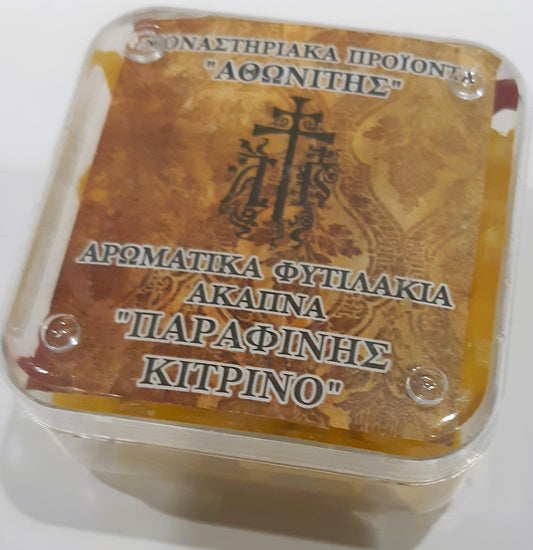 ΜΟΝΑΣΤΗΡΙΑΚΑ ΠΡΟΪΟΝΤΑ
"ΑΘΩΝΙΤΗΣ"
ΑΡΩΜΑΤΙΚΑ ΦΥΤΙΛΑΚΙΑ
ΑΚΑΠΝΑ
"ΠΑΡΑΦΙΝΗΣ
ΚΙΤΡΙΝΟ"